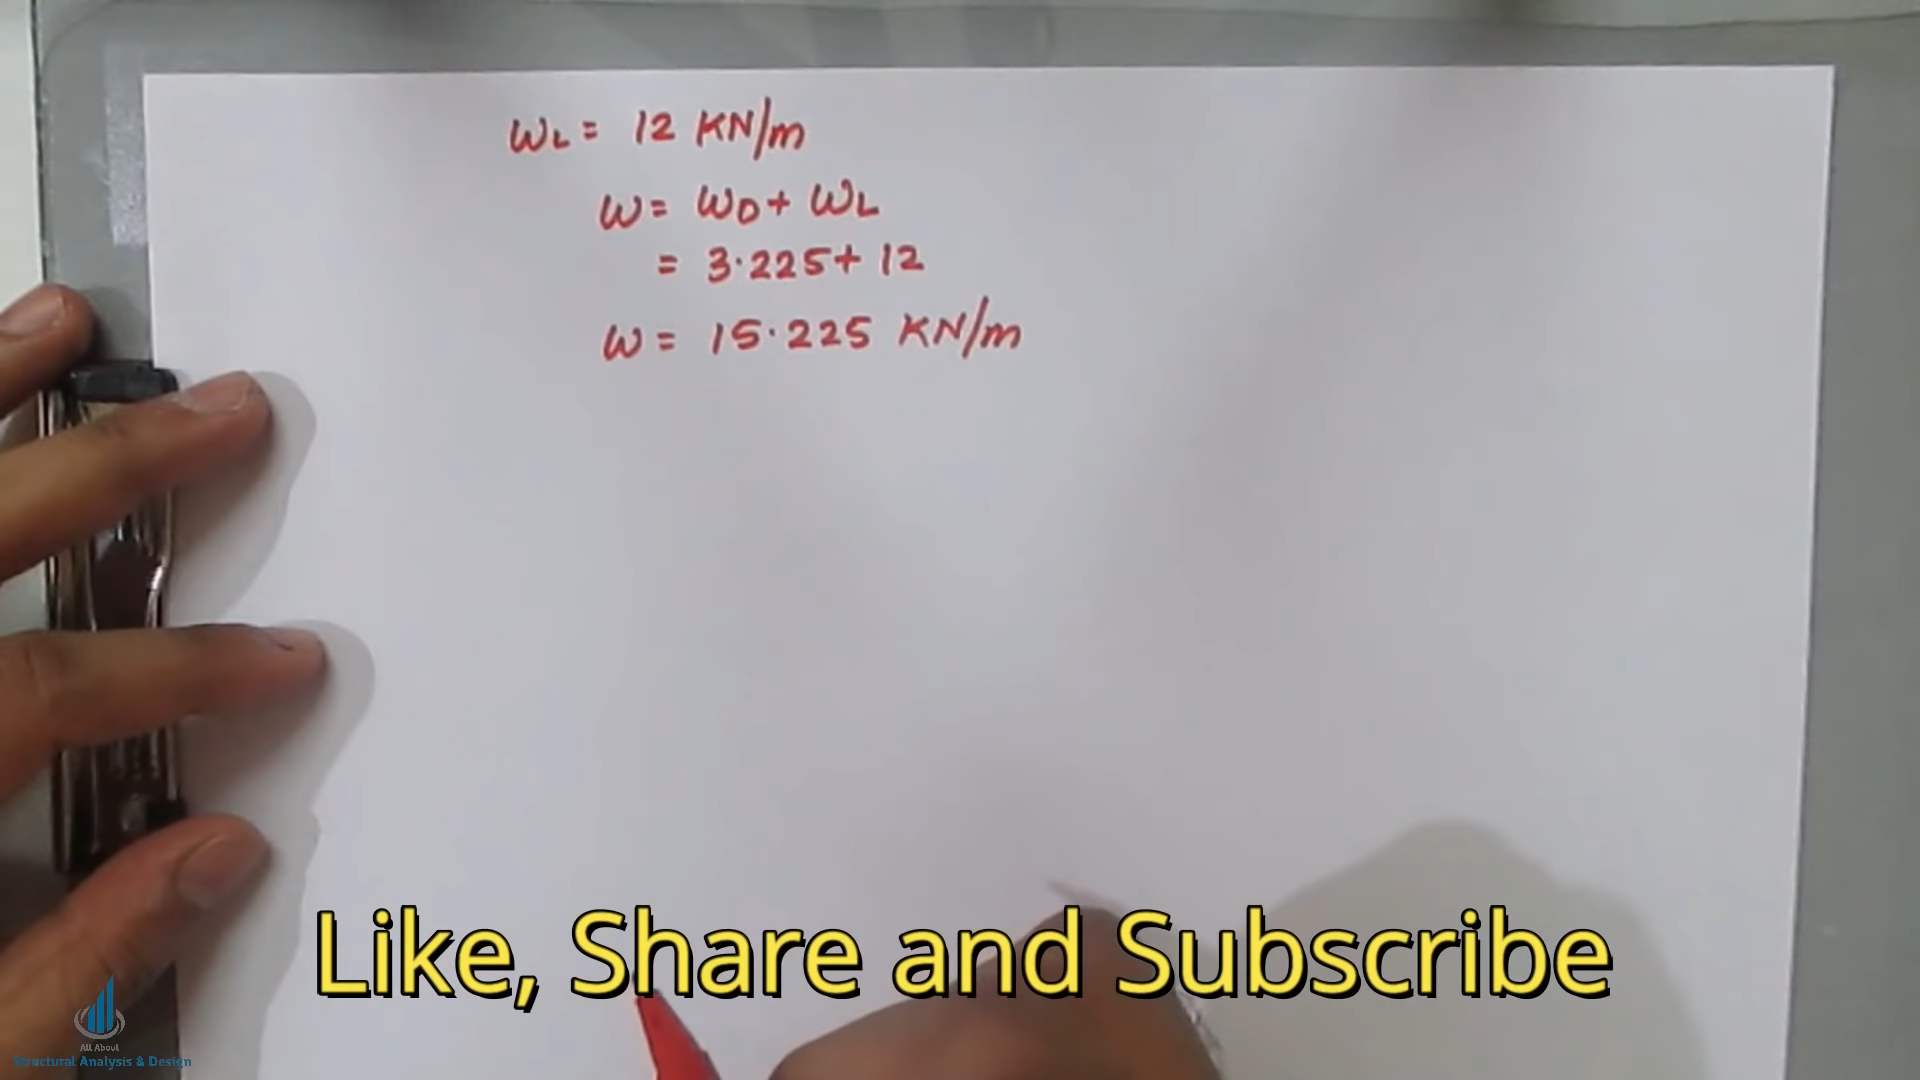 WL = 12 KN/m
W = WD + WL
= 3.225 + 12
W = 15.225 KN/m
Like, Share and Subscribe
All About
Structural Analysis & Design